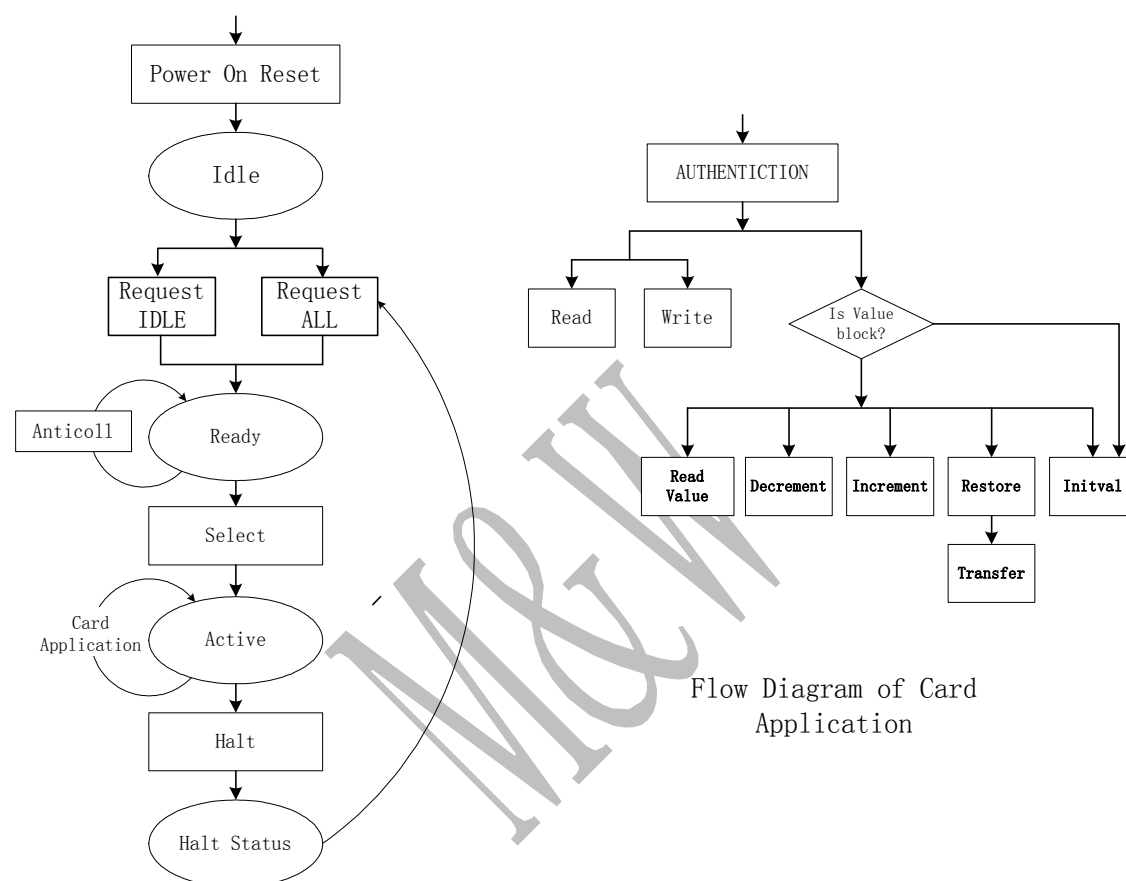 Power On Reset
Idle
Request
IDLE
Request
ALL
Anticoll
Ready
Select
Card
Application
Active
Halt
Halt Status
AUTHENTICTION
Read
Write
Is Value
block?
Read
Value
Decrement
Increment
Restore
Initval
Transfer
Flow Diagram of Card
Application
M&W